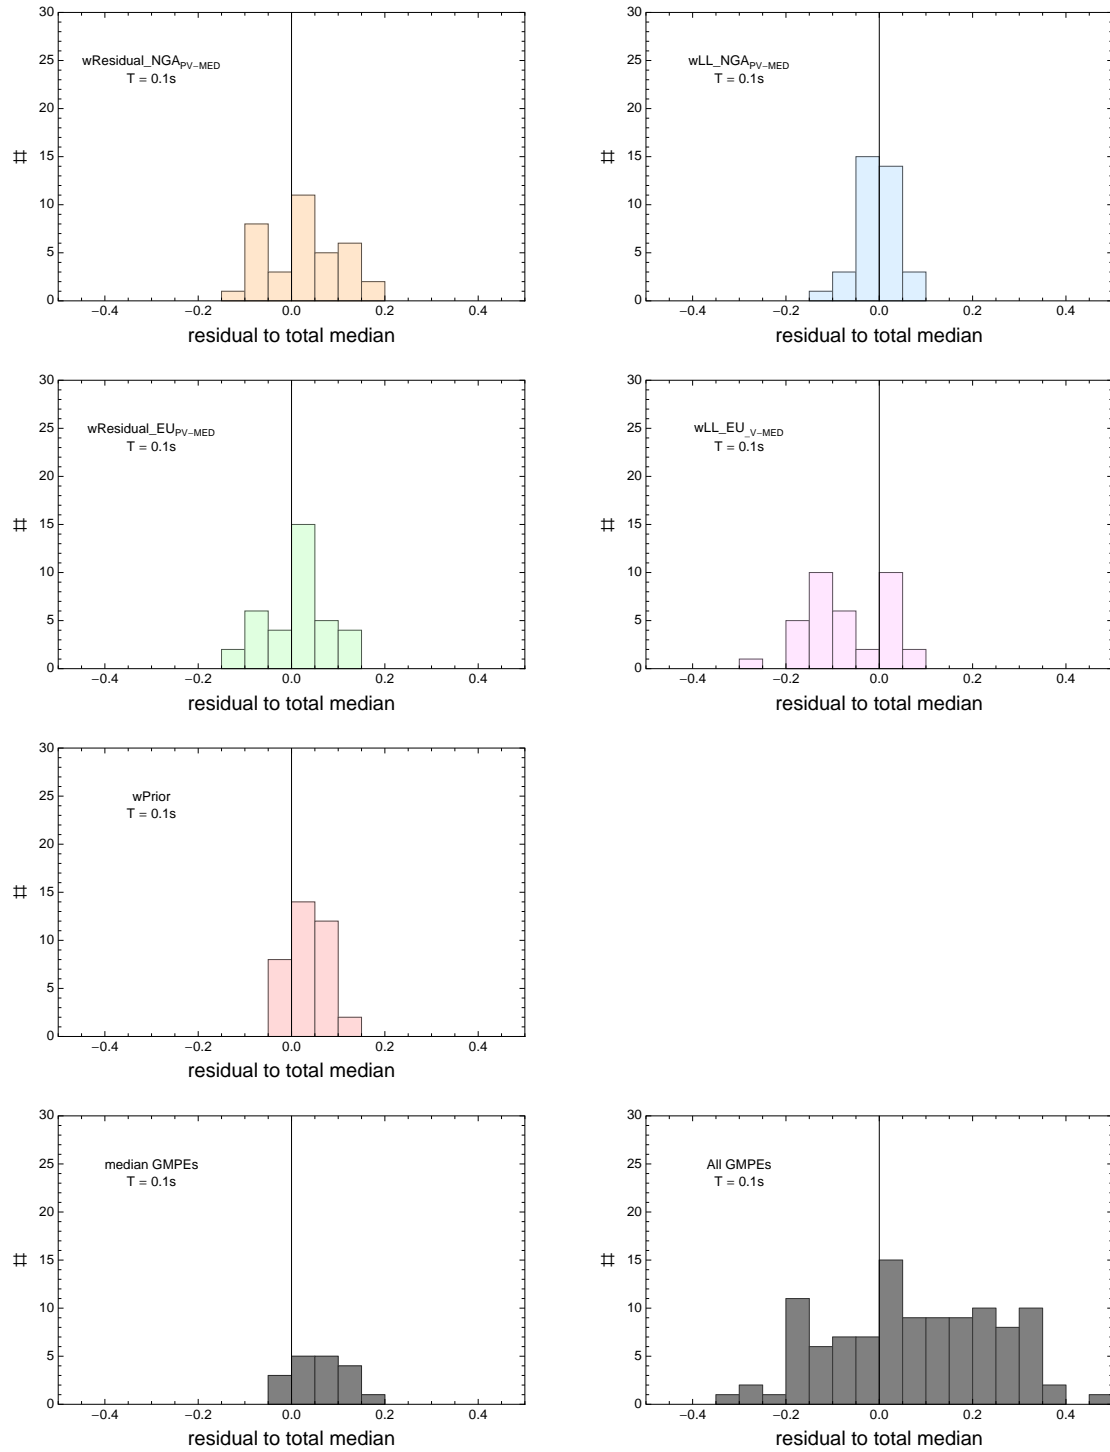 30
25
20
15
10
5
0
#
wResidual_NGA PV−MED
T = 0.1s
−0.4 −0.2 0.0 0.2 0.4
residual to total median
30
25
20
15
10
5
0
#
wLL_NGA PV−MED
T = 0.1s
−0.4 −0.2 0.0 0.2 0.4
residual to total median
30
25
20
15
10
5
0
#
wResidual_EU PV−MED
T = 0.1s
−0.4 −0.2 0.0 0.2 0.4
residual to total median
30
25
20
15
10
5
0
#
wLL_EU _V−MED
T = 0.1s
−0.4 −0.2 0.0 0.2 0.4
residual to total median
30
25
20
15
10
5
0
#
wPrior
T = 0.1s
−0.4 −0.2 0.0 0.2 0.4
residual to total median
30
25
20
15
10
5
0
#
median GMPEs
T = 0.1s
−0.4 −0.2 0.0 0.2 0.4
residual to total median
30
25
20
15
10
5
0
#
All GMPEs
T = 0.1s
−0.4 −0.2 0.0 0.2 0.4
residual to total median